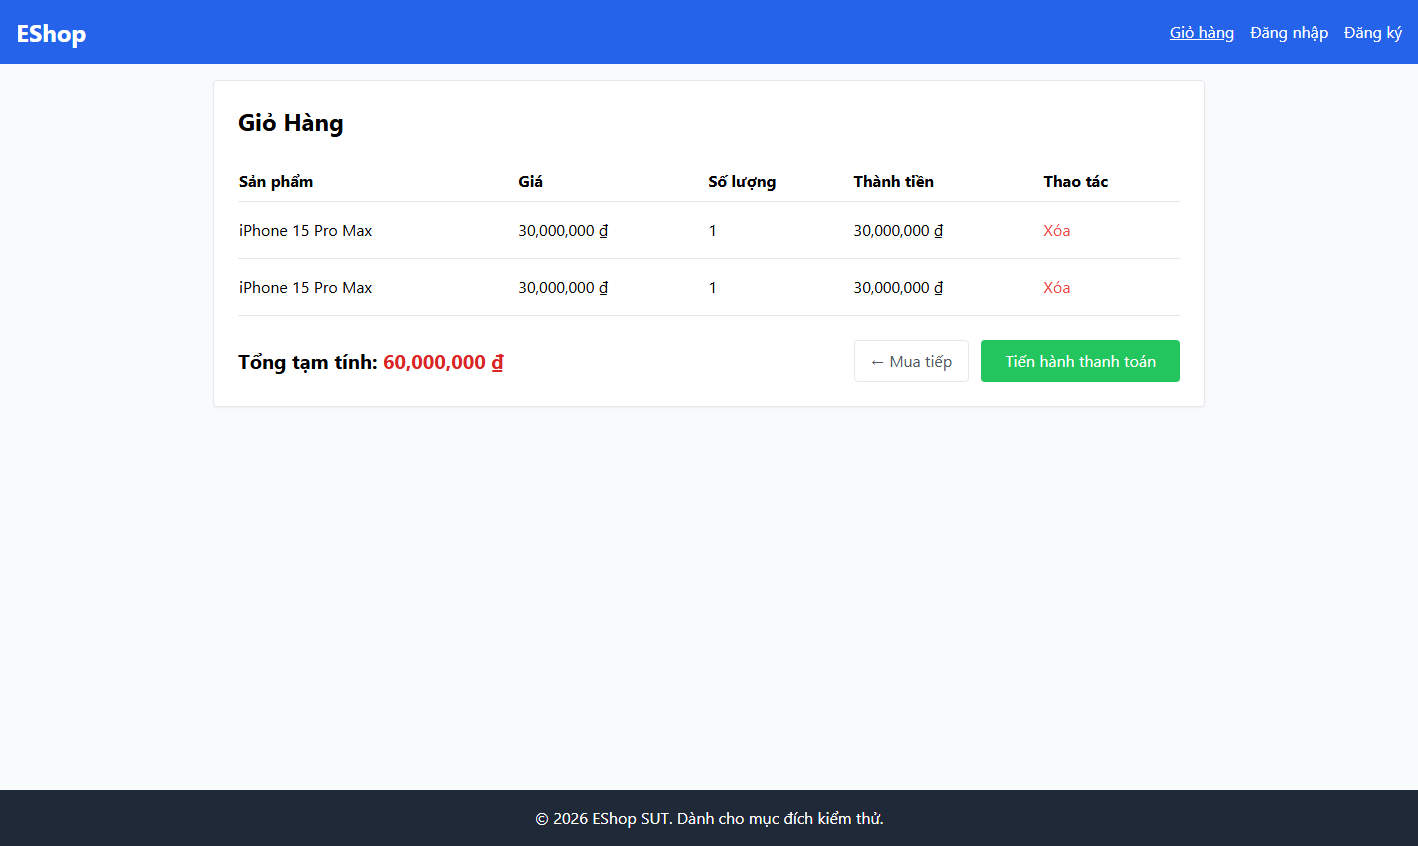 EShop
Giỏ hàng Đăng nhập Đăng ký
Giỏ Hàng
Sản phẩm Giá Số lượng Thành tiền Thao tác
iPhone 15 Pro Max 30,000,000 ₫ 1 30,000,000 ₫ Xóa
iPhone 15 Pro Max 30,000,000 ₫ 1 30,000,000 ₫ Xóa
Tổng tạm tính: 60,000,000 ₫ ← Mua tiếp Tiến hành thanh toán
© 2026 EShop SUT. Dành cho mục đích kiểm thử.